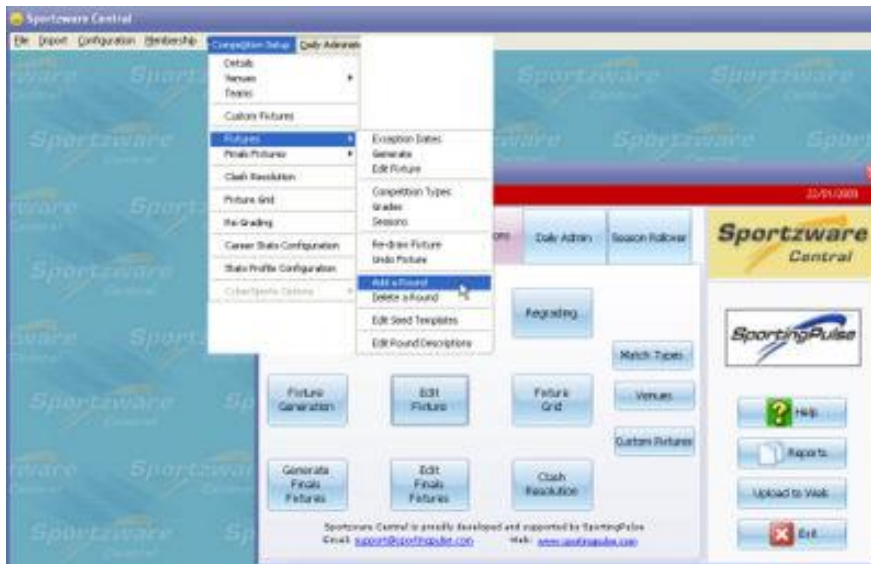 Sportzware Central
File Import Configuration Membership Competition Setup Daily Adminis
Details
Venues
Teams
Custom Fixtures
Fixtures
Finals Fixtures
Clash Resolution
Fixture Grid
Re-Grading
Career Stats Configuration
Stats Profile Configuration
CyberSports Options
Exception Dates
Generate
Edit Fixture
Competition Types
Grades
Seasons
Re-draw Fixture
Undo Fixture
Add a Round
Delete a Round
Edit Seed Templates
Edit Round Descriptions
Daily Admin
Season Rollover
Regrading
Match Types
Fixture
Generation
Edit
Fixture
Fixture
Grid
Venues
Custom Fixtures
Generate
Finals
Fixtures
Edit
Finals
Fixtures
Clash
Resolution
Sportzware Central is proudly developed and supported by SportingPulse
Email: support@sportingpulse.com Web: www.sportingpulse.com
Sportzware
Central
SportingPulse
Help
Reports
Upload to Web
Exit